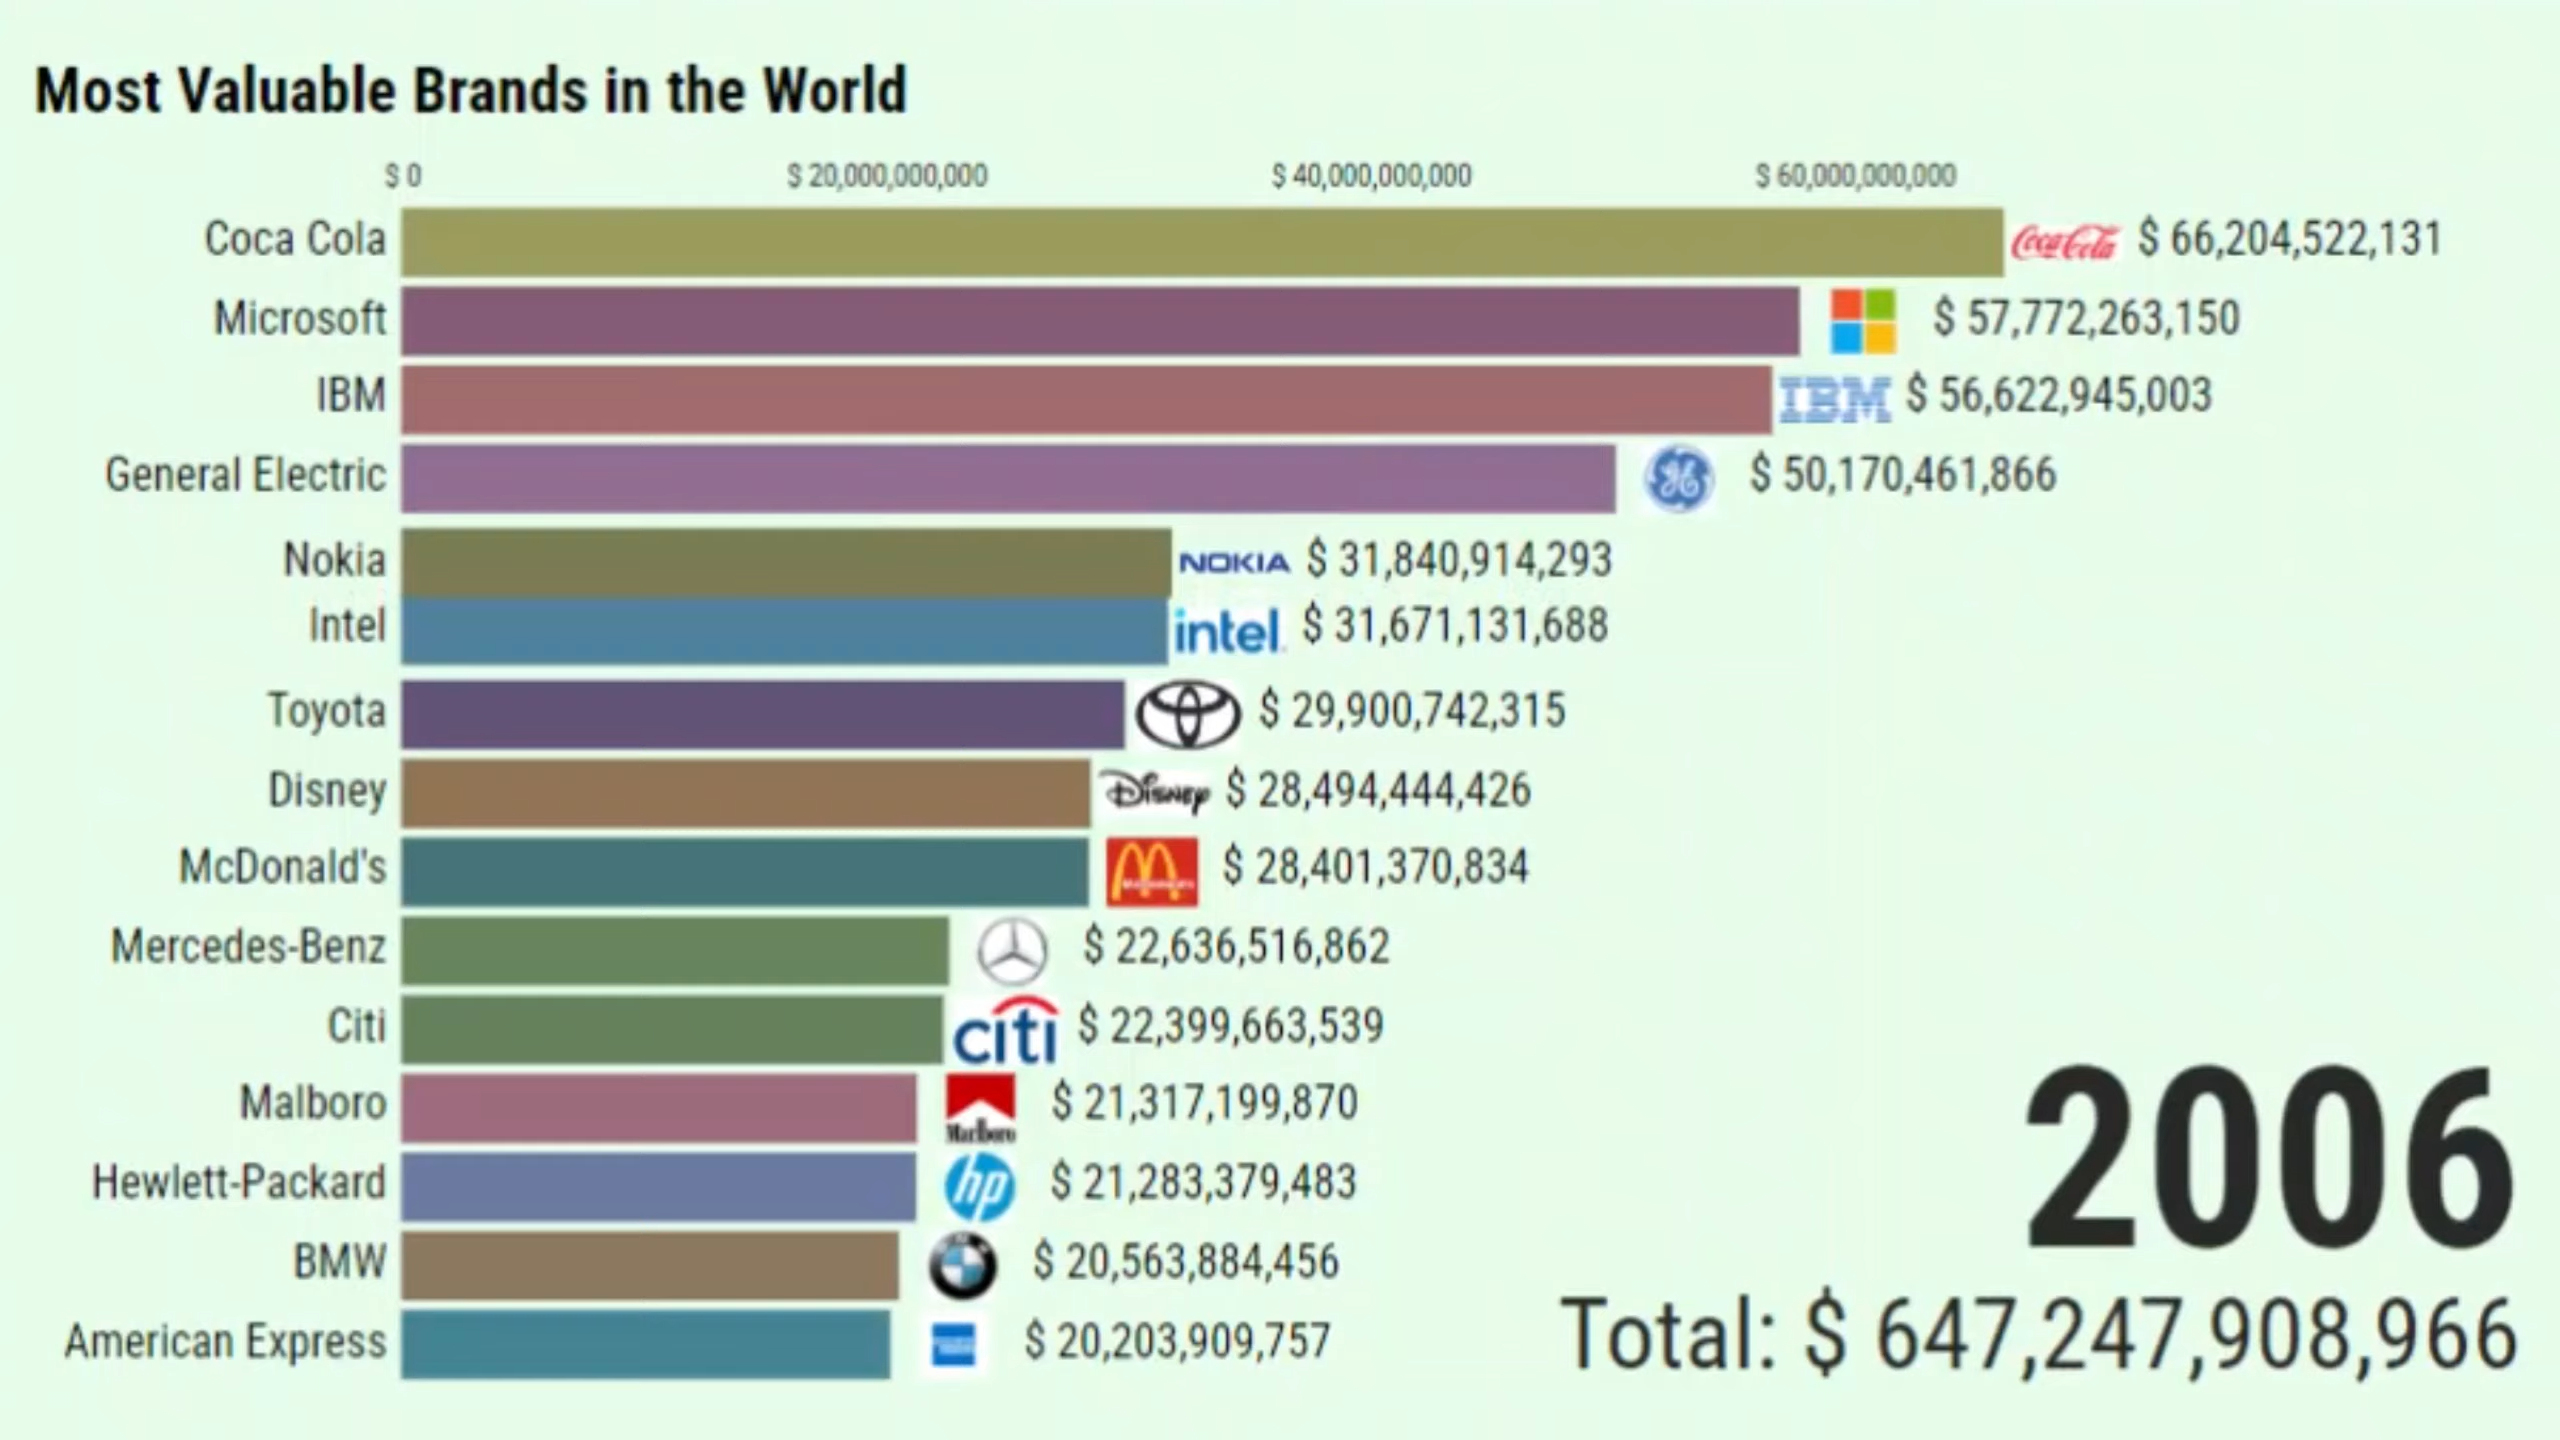 Most Valuable Brands in the World
$ 0 $ 20,000,000,000 $ 40,000,000,000 $ 60,000,000,000
Coca Cola Coca-Cola $ 66,204,522,131
Microsoft $ 57,772,263,150
IBM IBM $ 56,622,945,003
General Electric GE $ 50,170,461,866
Nokia NOKIA $ 31,840,914,293
Intel intel. $ 31,671,131,688
Toyota $ 29,900,742,315
Disney Disney $ 28,494,444,426
McDonald's McDonald's $ 28,401,370,834
Mercedes-Benz $ 22,636,516,862
Citi citi $ 22,399,663,539
Malboro Marlboro $ 21,317,199,870
Hewlett-Packard hp $ 21,283,379,483
BMW $ 20,563,884,456
American Express $ 20,203,909,757
2006
Total: $ 647,247,908,966